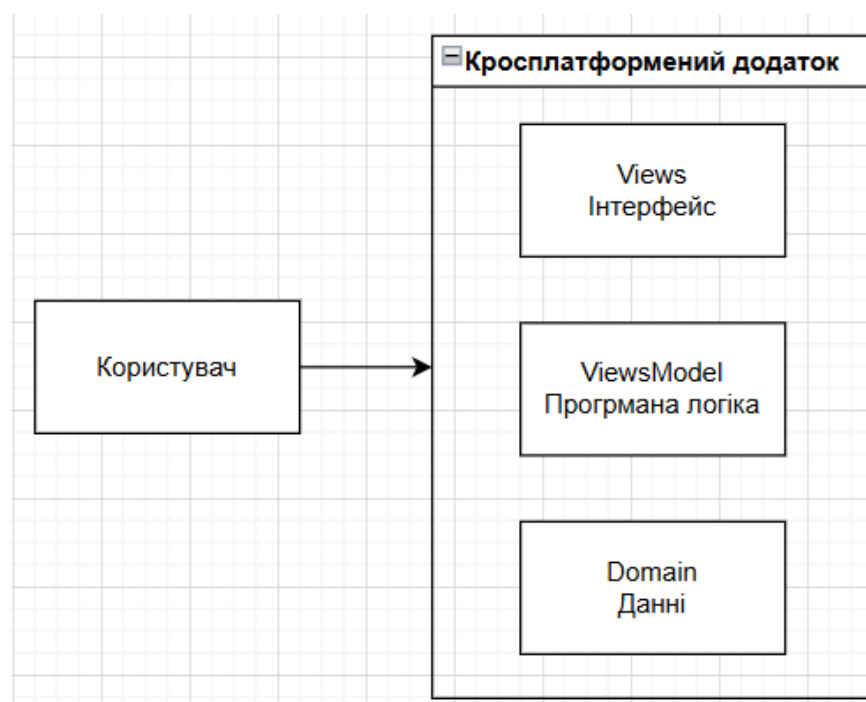 Кросплатформений додаток
Views
Інтерфейс
Користувач
ViewsModel
Прогрмана логіка
Domain
Данні